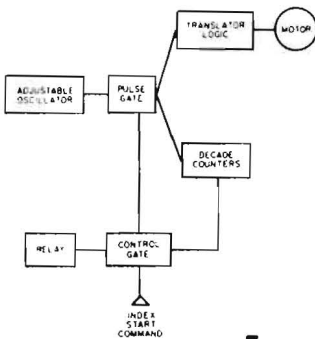 TRANSLATOR
LOGIC
MOTOR
ADJUSTABLE
OSCILLATOR
PULSE
GATE
DECADE
COUNTERS
RELAY
CONTROL
GATE
INDEX
START
COMMAND